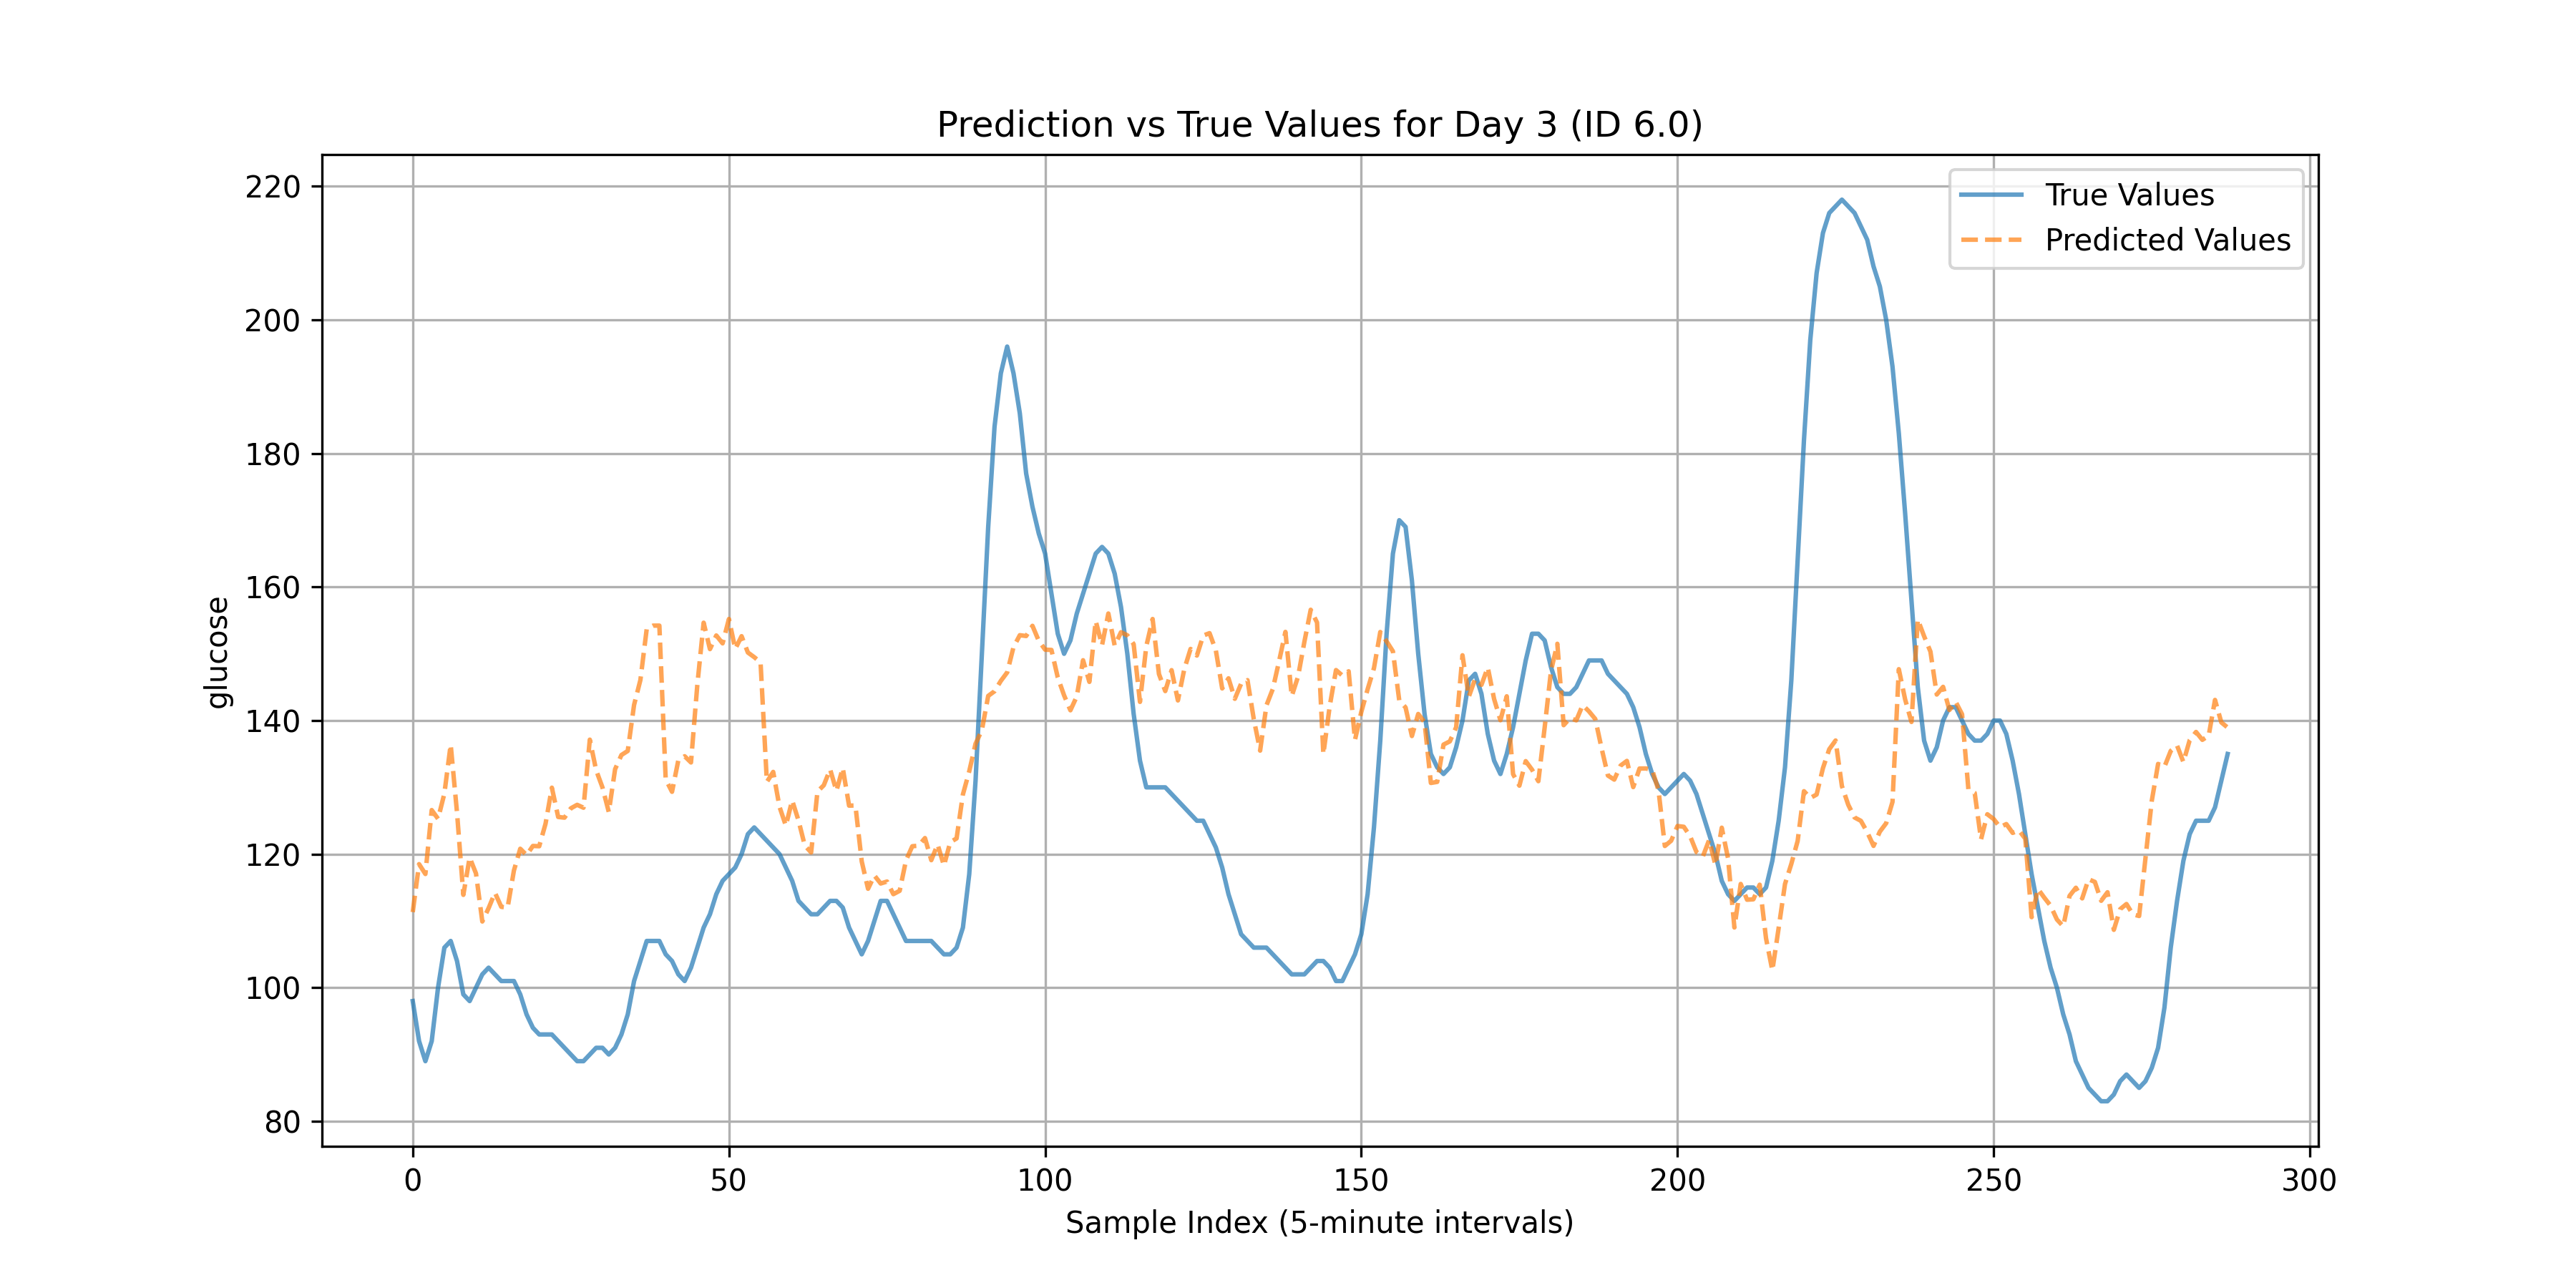 Prediction vs True Values for Day 3 (ID 6.0)
True Values
Predicted Values
glucose
220
200
180
160
140
120
100
80
0 50 100 150 200 250 300
Sample Index (5-minute intervals)